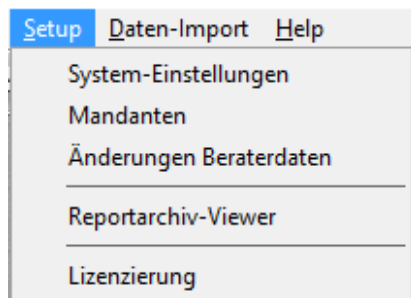 Setup Daten-Import Help
System-Einstellungen
Mandanten
Änderungen Beraterdaten
Reportarchiv-Viewer
Lizenzierung